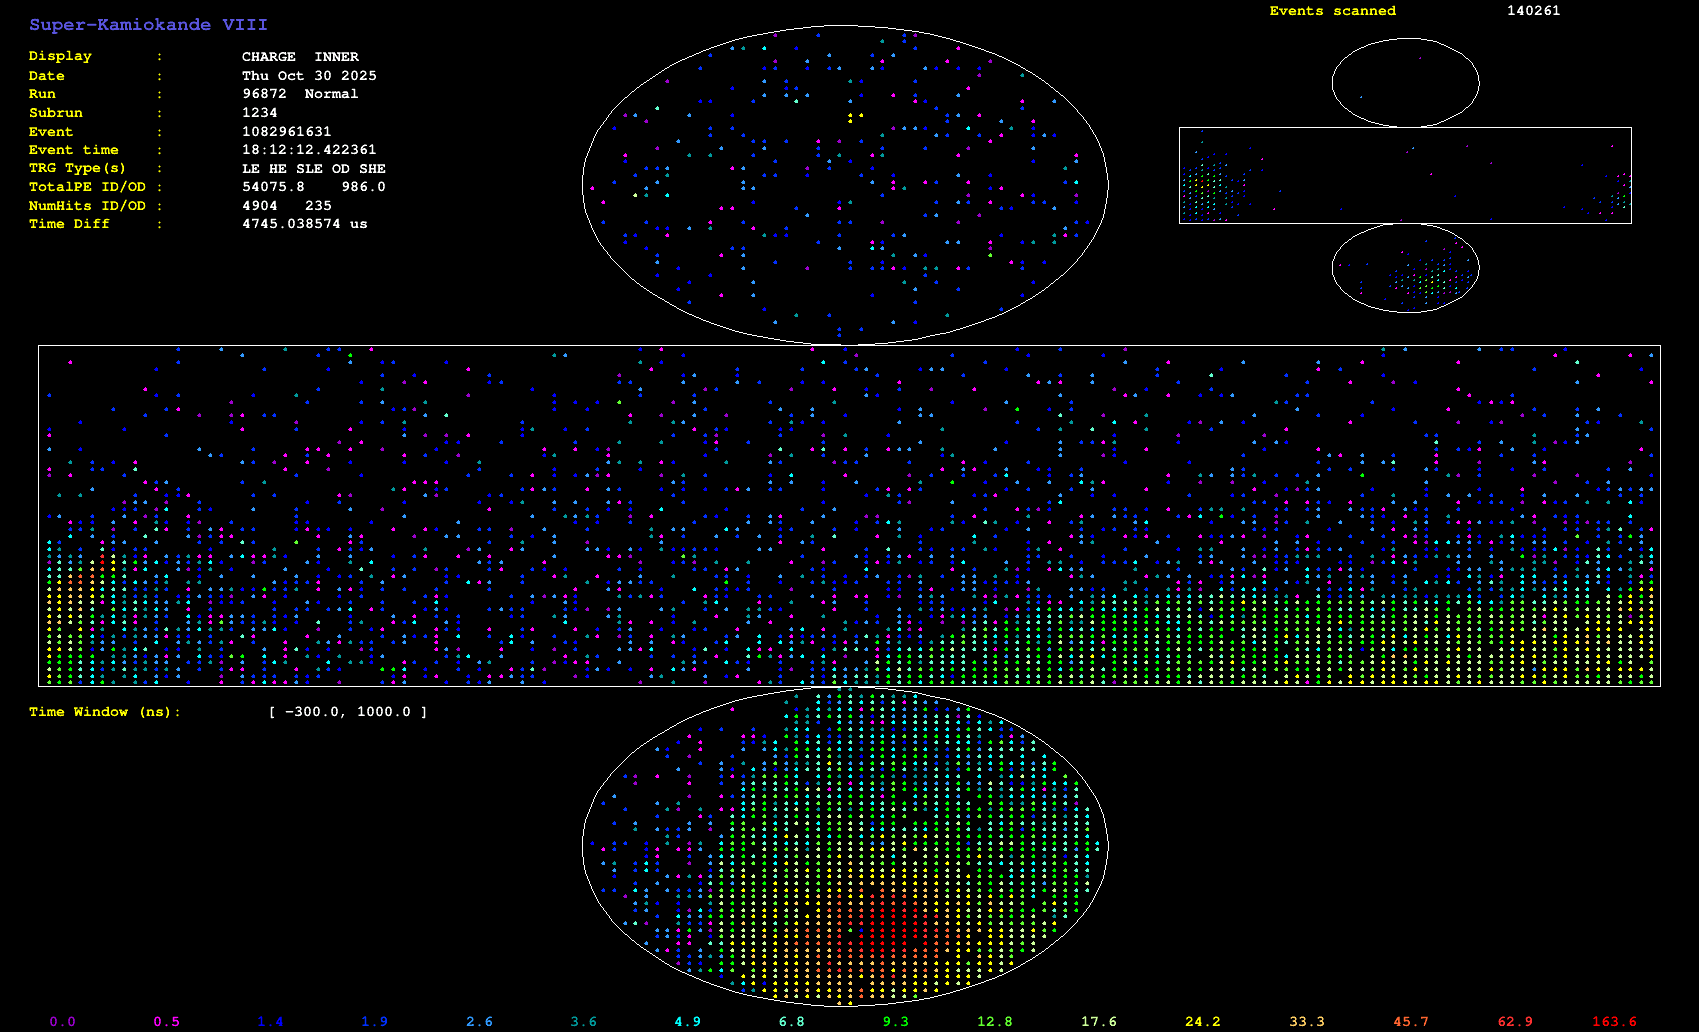 Super-Kamiokande VIII
Events scanned 140261
Display : CHARGE INNER
Date : Thu Oct 30 2025
Run : 96872 Normal
Subrun : 1234
Event : 1082961631
Event time : 18:12:12.422361
TRG Type(s) : LE HE SLE OD SHE
TotalPE ID/OD : 54075.8 986.0
NumHits ID/OD : 4904 235
Time Diff : 4745.038574 us
Time Window (ns): [ -300.0, 1000.0 ]
0.0 0.5 1.4 1.9 2.6 3.6 4.9 6.8 9.3 12.8 17.6 24.2 33.3 45.7 62.9 163.6